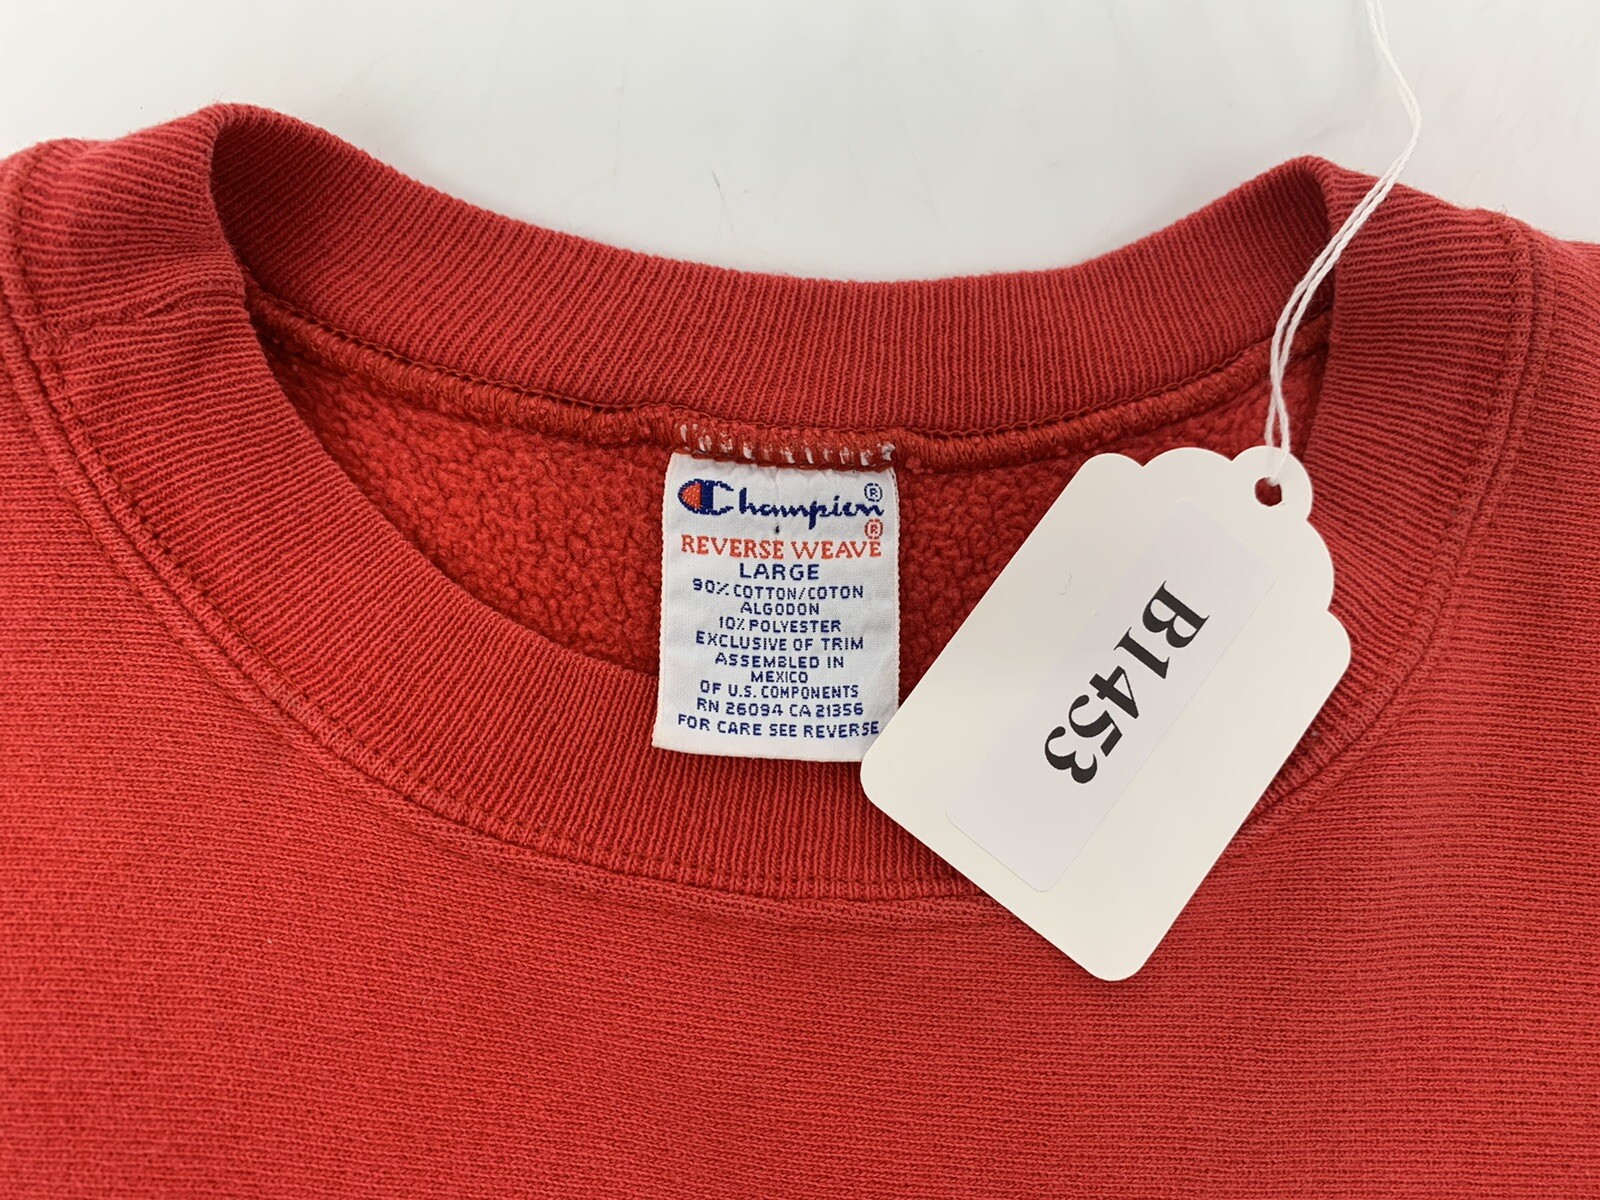 Champion®
®
REVERSE WEAVE
LARGE
90% COTTON/COTON
ALGODON
10% POLYESTER
EXCLUSIVE OF TRIM
ASSEMBLED IN
MEXICO
OF U.S. COMPONENTS
RN 26094 CA 21356
FOR CARE SEE REVERSE
B1453